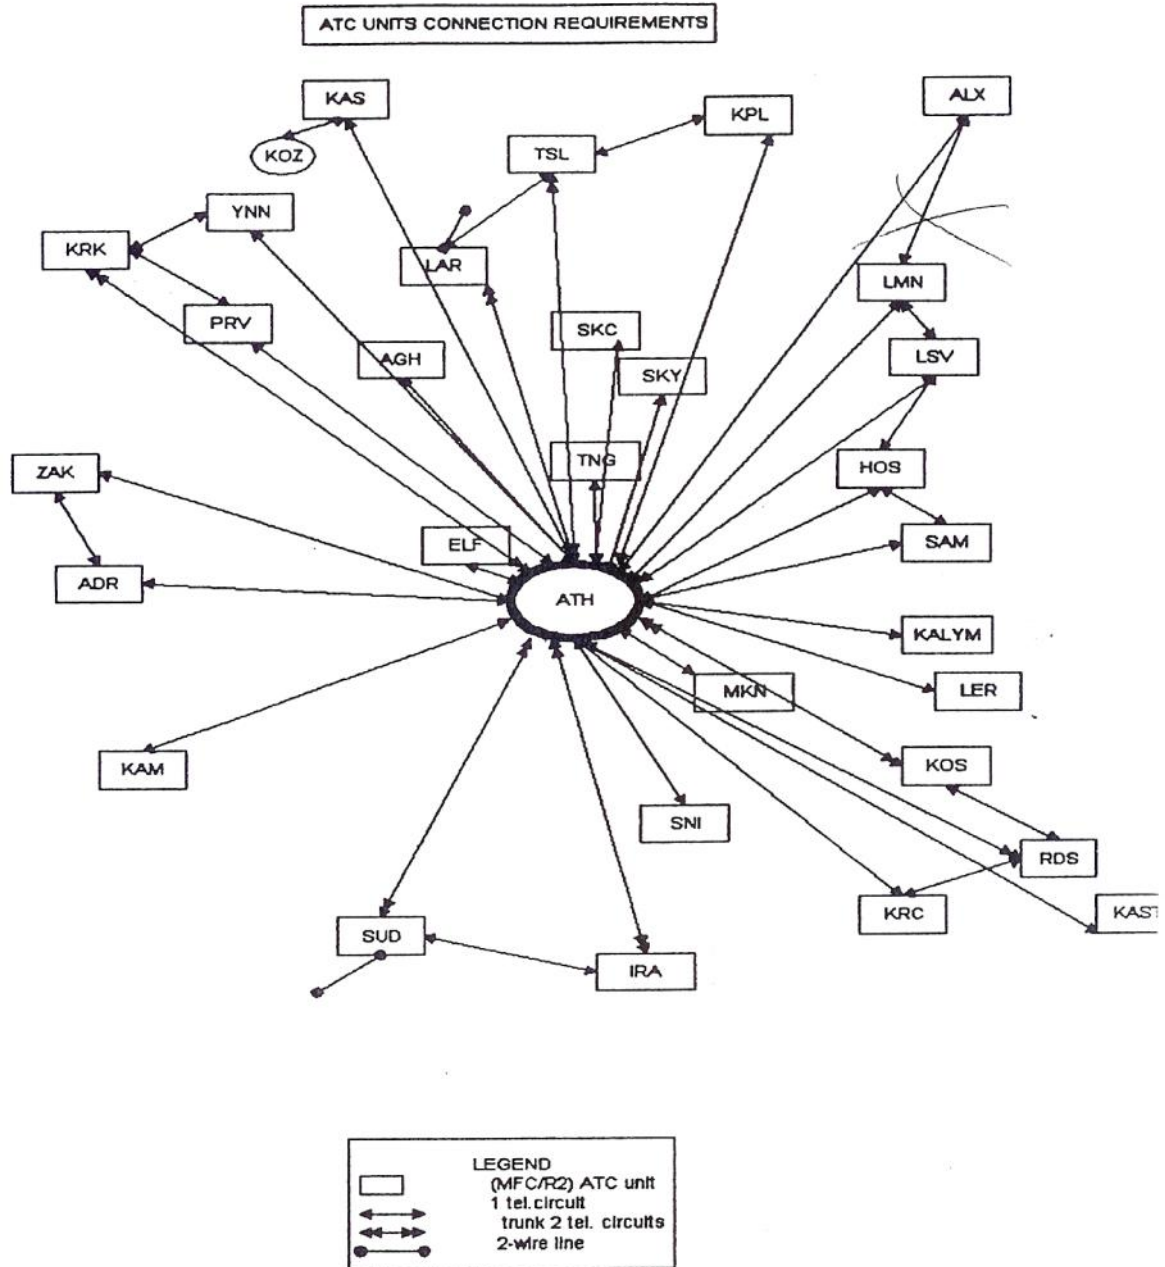 ATC UNITS CONNECTION REQUIREMENTS
KAS
ALX
KPL
KOZ
TSL
YNN
KRK
LAR
LMN
PRV
SKC
LSV
AGH
SKY
ZAK
TNG
HOS
ELF
SAM
ADR
ATH
KALYM
MKN
LER
KAM
KOS
SNI
RDS
KRC
KAST
SUD
IRA
LEGEND
(MFC/R2) ATC unit
1 tel.circuit
trunk 2 tel. circuits
2-wire line